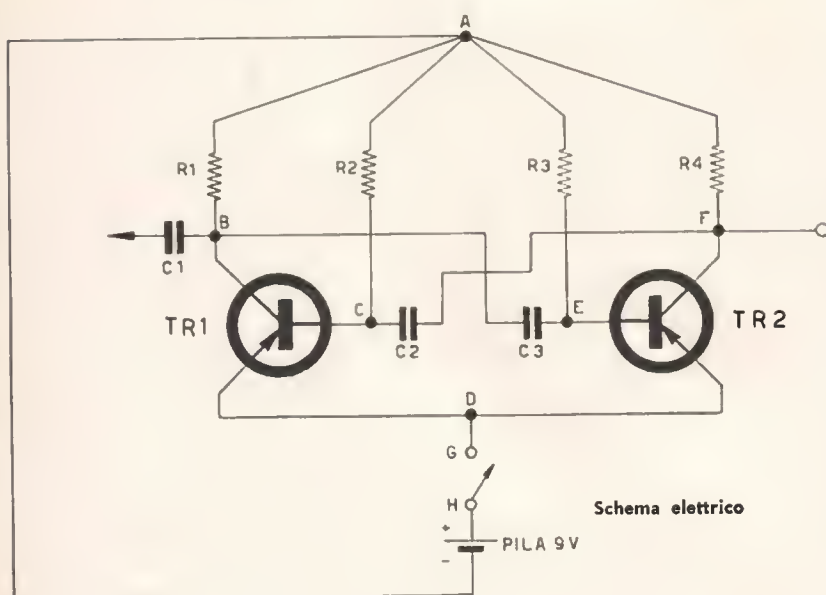 A
R1
R2
R3
R4
B
F
C1
C
C2
C3
E
TR1
TR2
D
G
H
Schema elettrico
+
PILA 9V
-